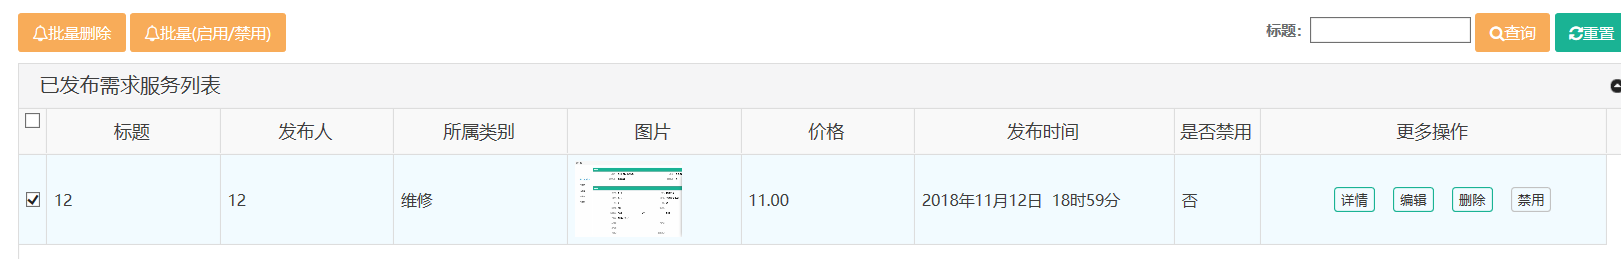 批量删除 批量(启用/禁用) 标题: 查询 重置
已发布需求服务列表
标题 发布人 所属类别 图片 价格 发布时间 是否禁用 更多操作
12 12 维修 11.00 2018年11月12日 18时59分 否 详情 编辑 删除 禁用